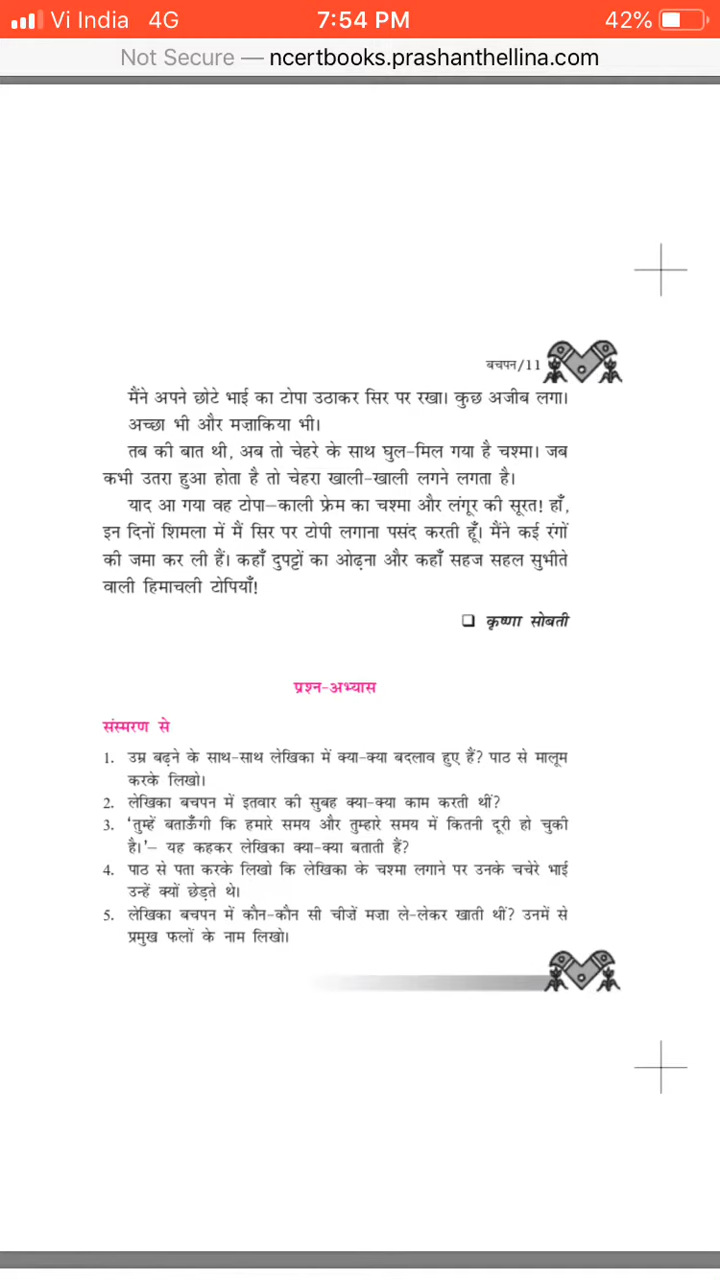 Vi India 4G 7:54 PM 42%
Not Secure — ncertbooks.prashanthellina.com
बचपन/11
मैंने अपने छोटे भाई का टोपा उठाकर सिर पर रखा। कुछ अजीब लगा।
अच्छा भी और मज़ाकिया भी।
तब की बात थी, अब तो चेहरे के साथ घुल-मिल गया है चश्मा। जब
कभी उतरा हुआ होता है तो चेहरा खाली-खाली लगने लगता है।
याद आ गया वह टोपा—काली फ़्रेम का चश्मा और लंगूर की सूरत! हाँ,
इन दिनों शिमला में मैं सिर पर टोपी लगाना पसंद करती हूँ। मैंने कई रंगों
की जमा कर ली हैं। कहाँ दुपट्टों का ओढ़ना और कहाँ सहज सहल सुभीते
वाली हिमाचली टोपियाँ!
❑ कृष्णा सोबती
प्रश्न-अभ्यास
संस्मरण से
1. उम्र बढ़ने के साथ-साथ लेखिका में क्या-क्या बदलाव हुए हैं? पाठ से मालूम
करके लिखो।
2. लेखिका बचपन में इतवार की सुबह क्या-क्या काम करती थीं?
3. 'तुम्हें बताऊँगी कि हमारे समय और तुम्हारे समय में कितनी दूरी हो चुकी
है।'— यह कहकर लेखिका क्या-क्या बताती हैं?
4. पाठ से पता करके लिखो कि लेखिका के चश्मा लगाने पर उनके चचेरे भाई
उन्हें क्यों छेड़ते थे।
5. लेखिका बचपन में कौन-कौन सी चीज़ें मज़ा ले-लेकर खाती थीं? उनमें से
प्रमुख फलों के नाम लिखो।